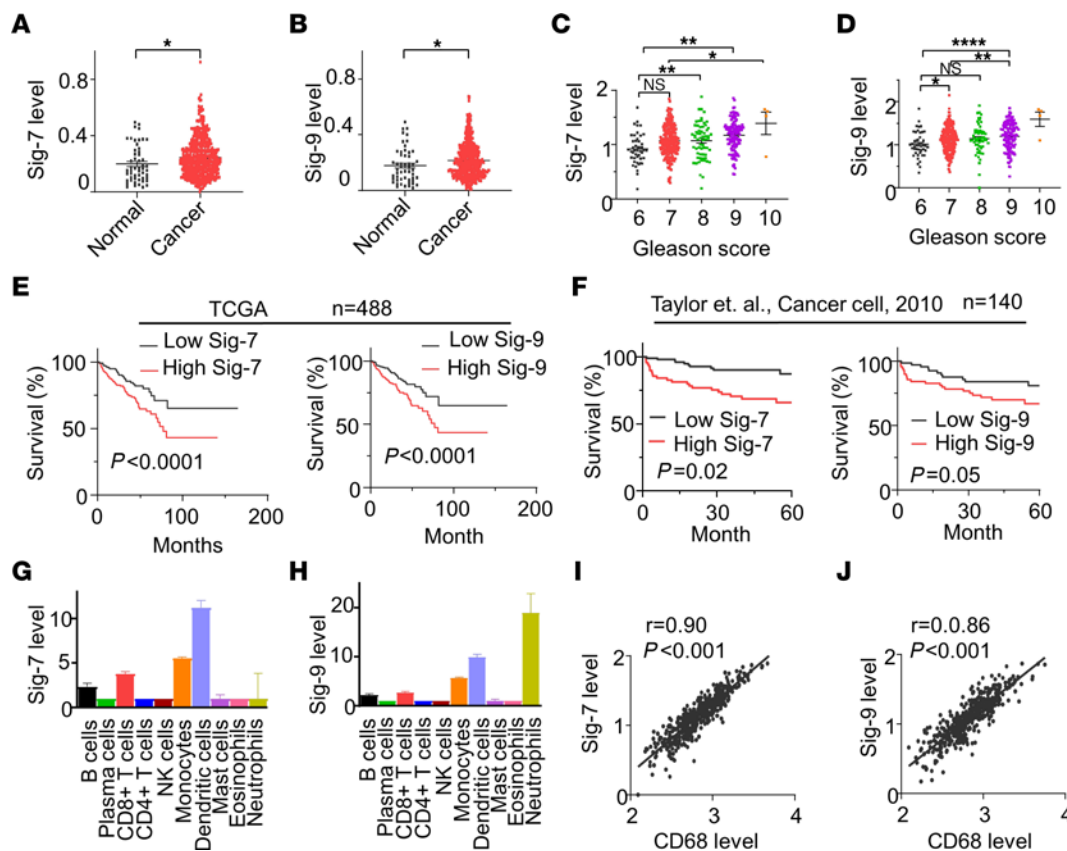 A
Sig-7 level
0.8
0.4
0
*
Normal
Cancer
B
Sig-9 level
0.8
0.4
0
*
Normal
Cancer
C
Sig-7 level
2
1
1
**
*
**
NS
6 7 8 9 10
Gleason score
D
Sig-9 level
2
1
0
****
**
NS
*
6 7 8 9 10
Gleason score
E
TCGA n=488
Survival (%)
100
50
0
Low Sig-7
High Sig-7
P<0.0001
0 100 200
Months
Survival (%)
100
50
0
Low Sig-9
High Sig-9
P<0.0001
0 100 200
Month
F
Taylor et. al., Cancer cell, 2010 n=140
Survival (%)
100
50
0
Low Sig-7
High Sig-7
P=0.02
0 30 60
Month
Survival (%)
100
50
0
Low Sig-9
High Sig-9
P=0.05
0 30 60
Month
G
Sig-7 level
10
5
0
B cells
Plasma cells
CD8+ T cells
CD4+ T cells
NK cells
Monocytes
Dendritic cells
Mast cells
Eosinophils
Neutrophils
H
Sig-9 level
20
10
0
B cells
Plasma cells
CD8+ T cells
CD4+ T cells
NK cells
Monocytes
Dendritic cells
Mast cells
Eosinophils
Neutrophils
I
r=0.90
P<0.001
Sig-7 level
2
1
0
2 3 4
CD68 level
J
r=0.0.86
P<0.001
Sig-9 level
2
1
0
2 3 4
CD68 level